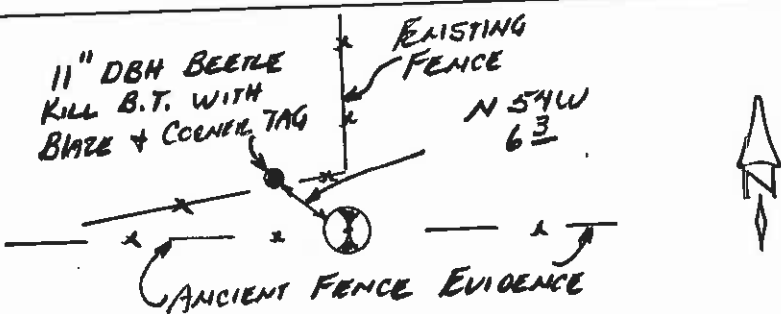 11" DBH BEETLE
KILL B.T. WITH
BLAZE + CORNER TAG
EXISTING
FENCE
N 54W
6 3
N
ANCIENT FENCE EVIDENCE